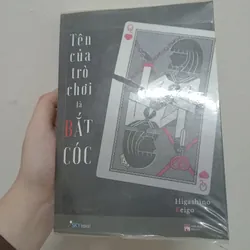 Tên
của trò
chơi
là
BẮT
CÓC
Higashino
Keigo